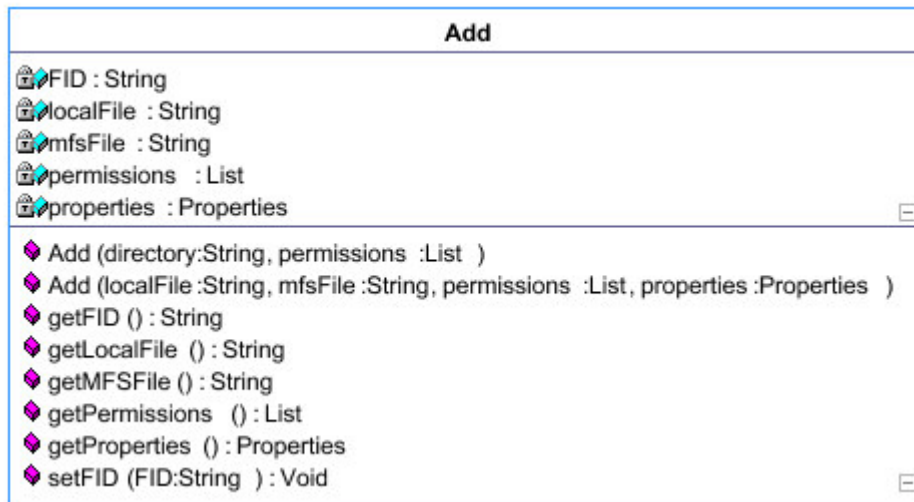 Add
FID : String
localFile : String
mfsFile : String
permissions : List
properties : Properties
Add (directory:String, permissions :List )
Add (localFile :String, mfsFile :String, permissions :List, properties :Properties )
getFID () : String
getLocalFile () : String
getMFSFile () : String
getPermissions () : List
getProperties () : Properties
setFID (FID:String ) : Void